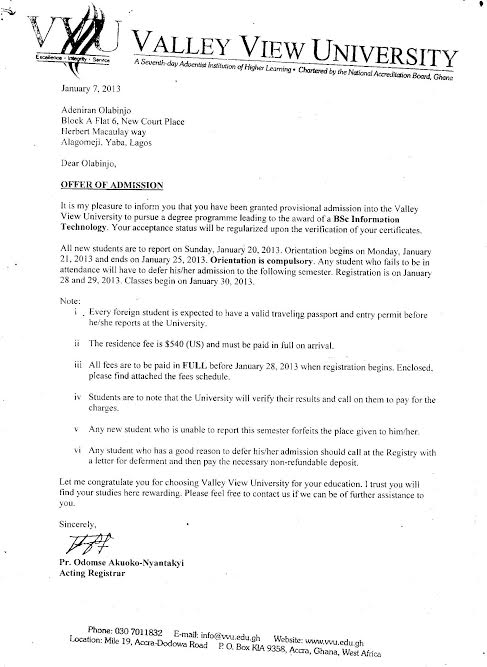 VVU
Excellence - Integrity - Service
VALLEY VIEW UNIVERSITY
A Seventh-day Adventist Institution of Higher Learning • Chartered by the National Accreditation Board, Ghana
January 7, 2013
Adeniran Olabinjo
Block A Flat 6, New Court Place
Herbert Macaulay way
Alagomeji, Yaba, Lagos
Dear Olabinjo,
OFFER OF ADMISSION
It is my pleasure to inform you that you have been granted provisional admission into the Valley
View University to pursue a degree programme leading to the award of a BSc Information
Technology. Your acceptance status will be regularized upon the verification of your certificates.
All new students are to report on Sunday, January 20, 2013. Orientation begins on Monday, January
21, 2013 and ends on January 25, 2013. Orientation is compulsory. Any student who fails to be in
attendance will have to defer his/her admission to the following semester. Registration is on January
28 and 29, 2013. Classes begin on January 30, 2013.
Note:
i Every foreign student is expected to have a valid traveling passport and entry permit before
he/she reports at the University.
ii The residence fee is $540 (US) and must be paid in full on arrival.
iii All fees are to be paid in FULL before January 28, 2013 when registration begins. Enclosed,
please find attached the fees schedule.
iv Students are to note that the University will verify their results and call on them to pay for the
charges.
v Any new student who is unable to report this semester forfeits the place given to him/her.
vi Any student who has a good reason to defer his/her admission should call at the Registry with
a letter for deferment and then pay the necessary non-refundable deposit.
Let me congratulate you for choosing Valley View University for your education. I trust you will
find your studies here rewarding. Please feel free to contact us if we can be of further assistance to
you.
Sincerely,
Pr. Odomse Akuoko-Nyantakyi
Acting Registrar
Phone: 030 7011832 E-mail: info@vvu.edu.gh Website: www.vvu.edu.gh
Location: Mile 19, Accra-Dodowa Road P. O. Box KIA 9358, Accra, Ghana, West Africa